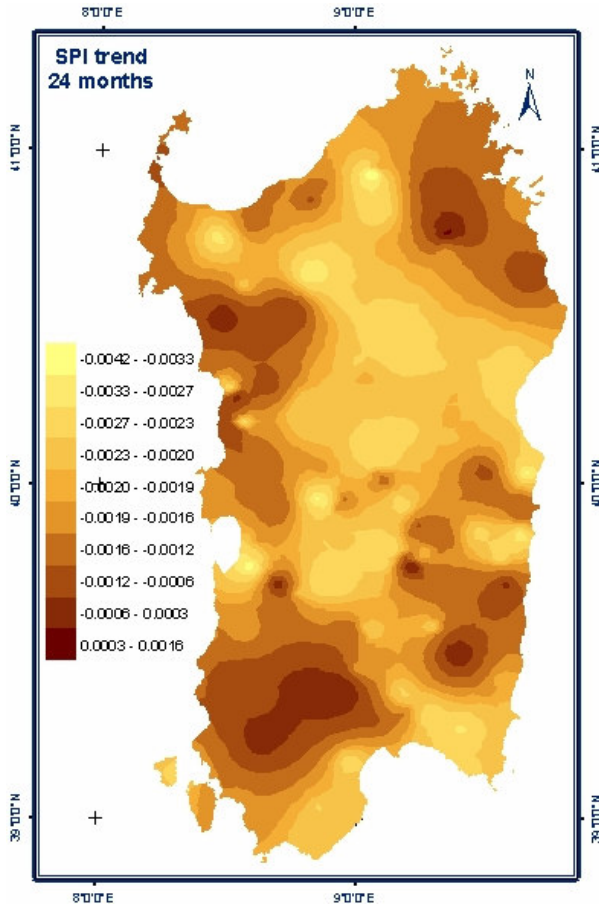 8°0'0"E 9°0'0"E
SPI trend
24 months
N
41°0'0"N 41°0'0"N
-0.0042 - -0.0033
-0.0033 - -0.0027
-0.0027 - -0.0023
-0.0023 - -0.0020
-0.0020 - -0.0019
-0.0019 - -0.0016
-0.0016 - -0.0012
-0.0012 - -0.0006
-0.0006 - 0.0003
0.0003 - 0.0016
40°0'0"N 40°0'0"N
39°0'0"N 39°0'0"N
8°0'0"E 9°0'0"E